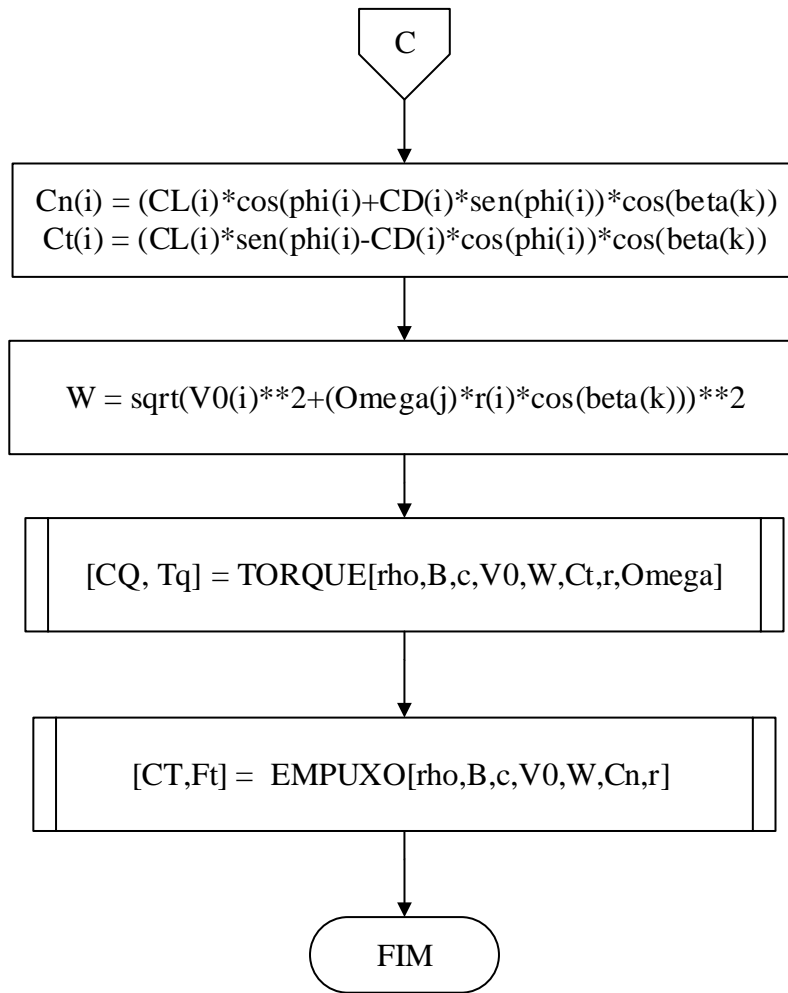 C
Cn(i) = (CL(i)*cos(phi(i)+CD(i)*sen(phi(i))*cos(beta(k))
Ct(i) = (CL(i)*sen(phi(i)-CD(i)*cos(phi(i))*cos(beta(k))
W = sqrt(V0(i)**2+(Omega(j)*r(i)*cos(beta(k)))**2
[CQ, Tq] = TORQUE[rho,B,c,V0,W,Ct,r,Omega]
[CT,Ft] = EMPUXO[rho,B,c,V0,W,Cn,r]
FIM